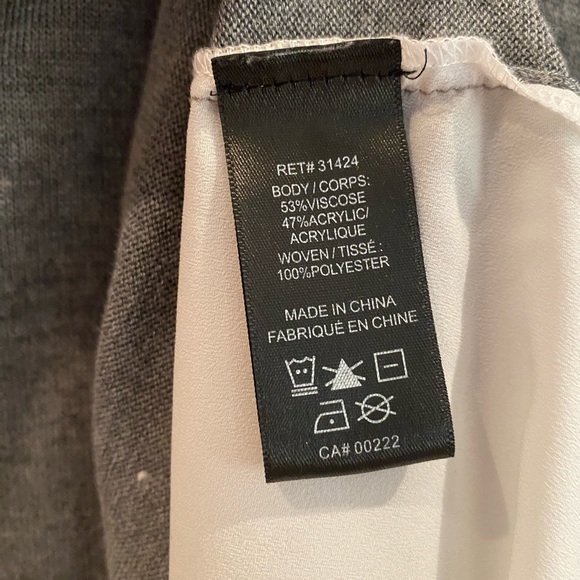 RET# 31424
BODY / CORPS:
53%VISCOSE
47%ACRYLIC/
ACRYLIQUE
WOVEN / TISSÉ :
100%POLYESTER
MADE IN CHINA
FABRIQUÉ EN CHINE
CA# 00222